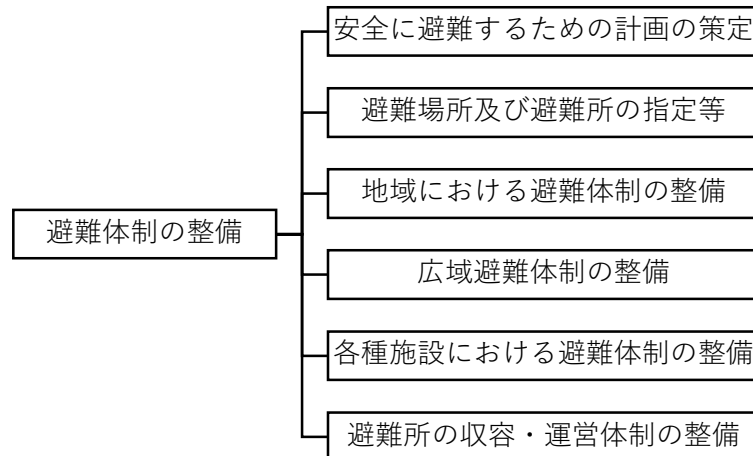 安全に避難するための計画の策定
避難場所及び避難所の指定等
地域における避難体制の整備
避難体制の整備
広域避難体制の整備
各種施設における避難体制の整備
避難所の収容・運営体制の整備